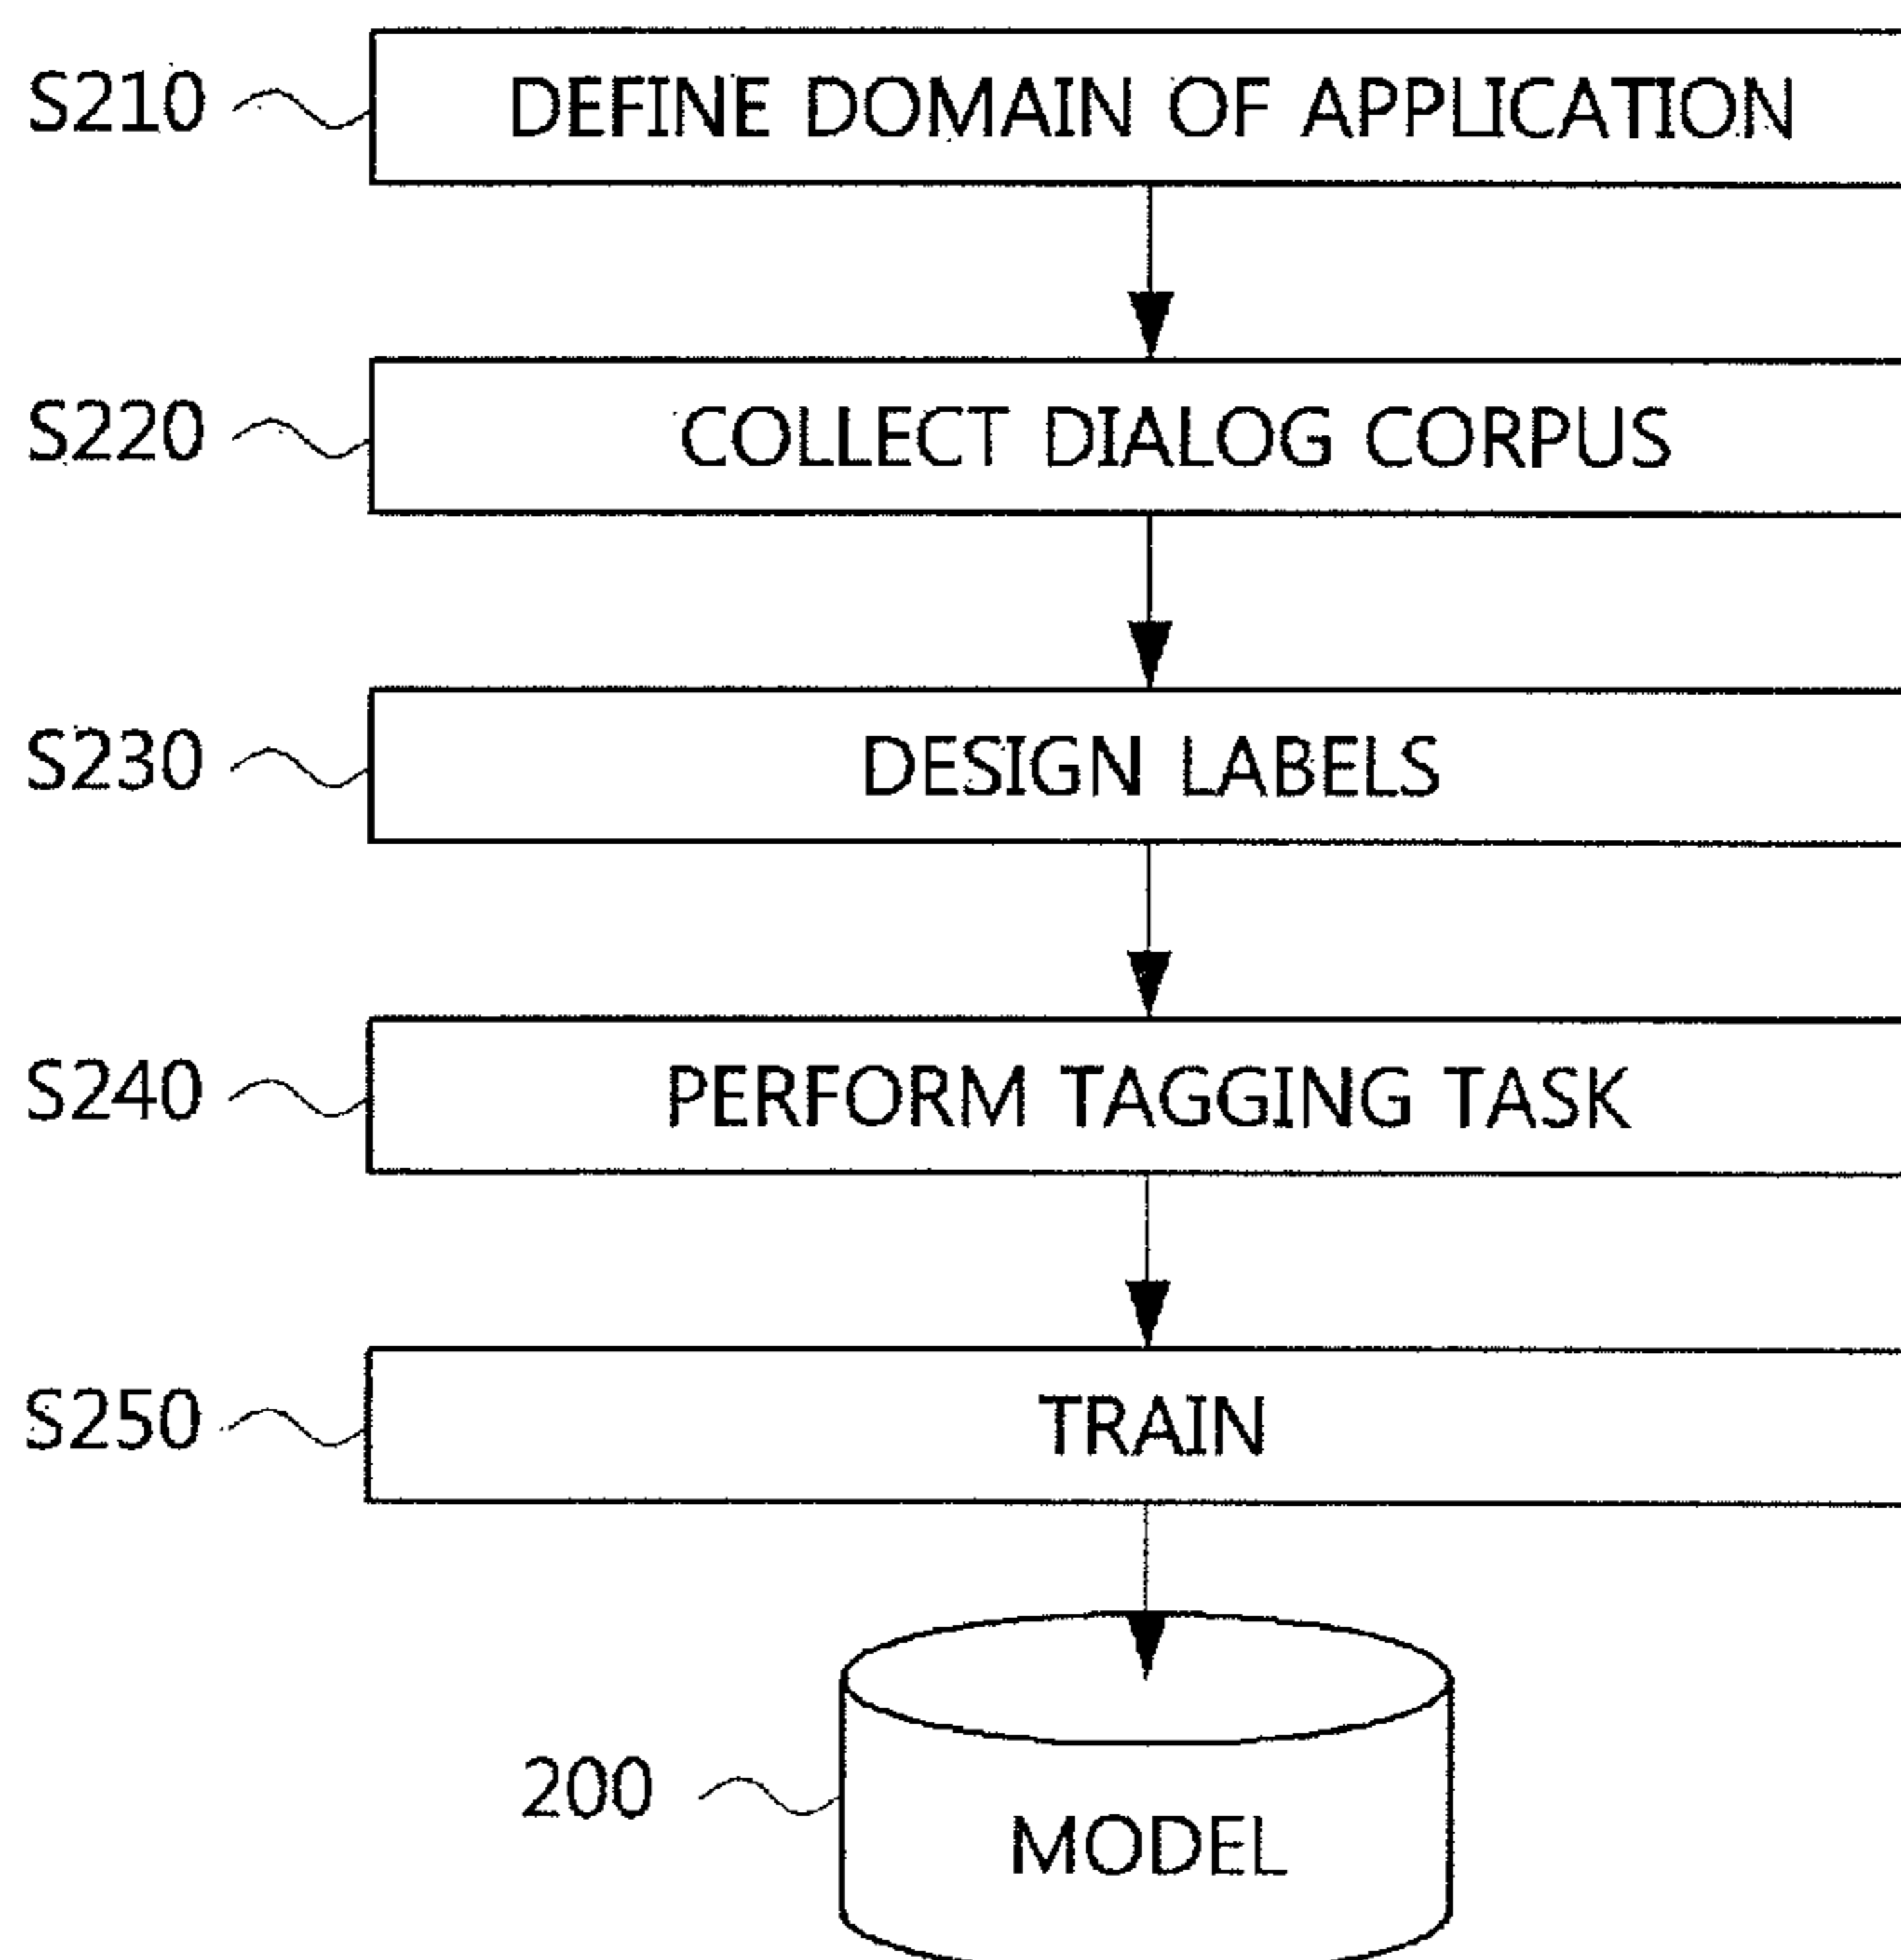 S210 DEFINE DOMAIN OF APPLICATION
S220 COLLECT DIALOG CORPUS
S230 DESIGN LABELS
S240 PERFORM TAGGING TASK
S250 TRAIN
200 MODEL